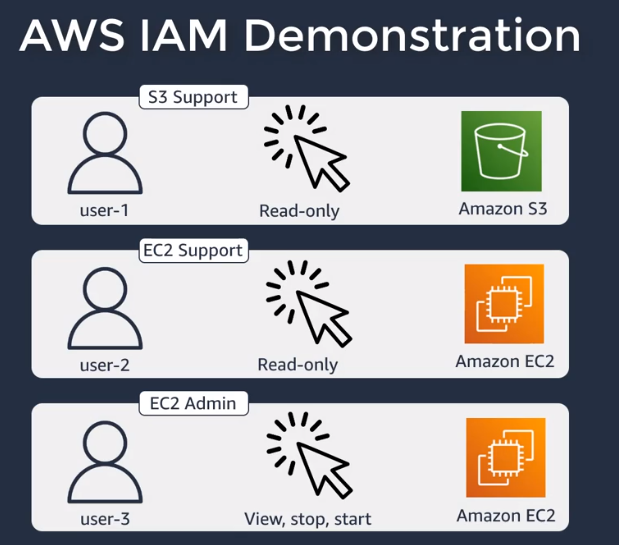 AWS IAM Demonstration
S3 Support
user-1
Read-only
Amazon S3
EC2 Support
user-2
Read-only
Amazon EC2
EC2 Admin
user-3
View, stop, start
Amazon EC2